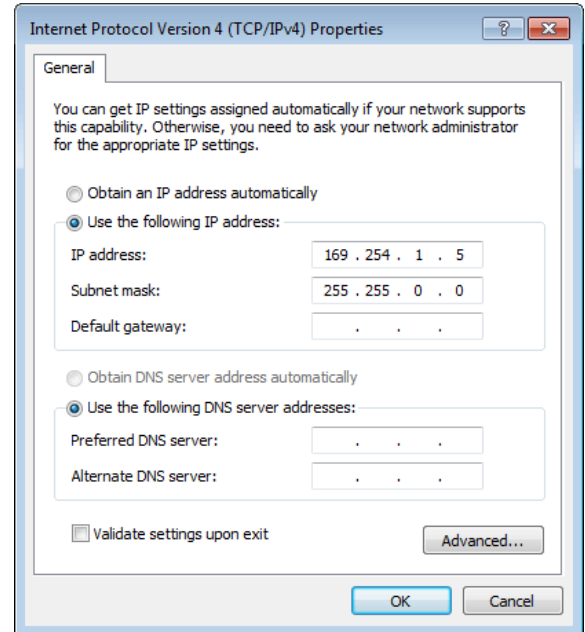 Internet Protocol Version 4 (TCP/IPv4) Properties
General
You can get IP settings assigned automatically if your network supports
this capability. Otherwise, you need to ask your network administrator
for the appropriate IP settings.
Obtain an IP address automatically
Use the following IP address:
IP address: 169 . 254 . 1 . 5
Subnet mask: 255 . 255 . 0 . 0
Default gateway: . . .
Obtain DNS server address automatically
Use the following DNS server addresses:
Preferred DNS server: . . .
Alternate DNS server: . . .
Validate settings upon exit
Advanced...
OK Cancel